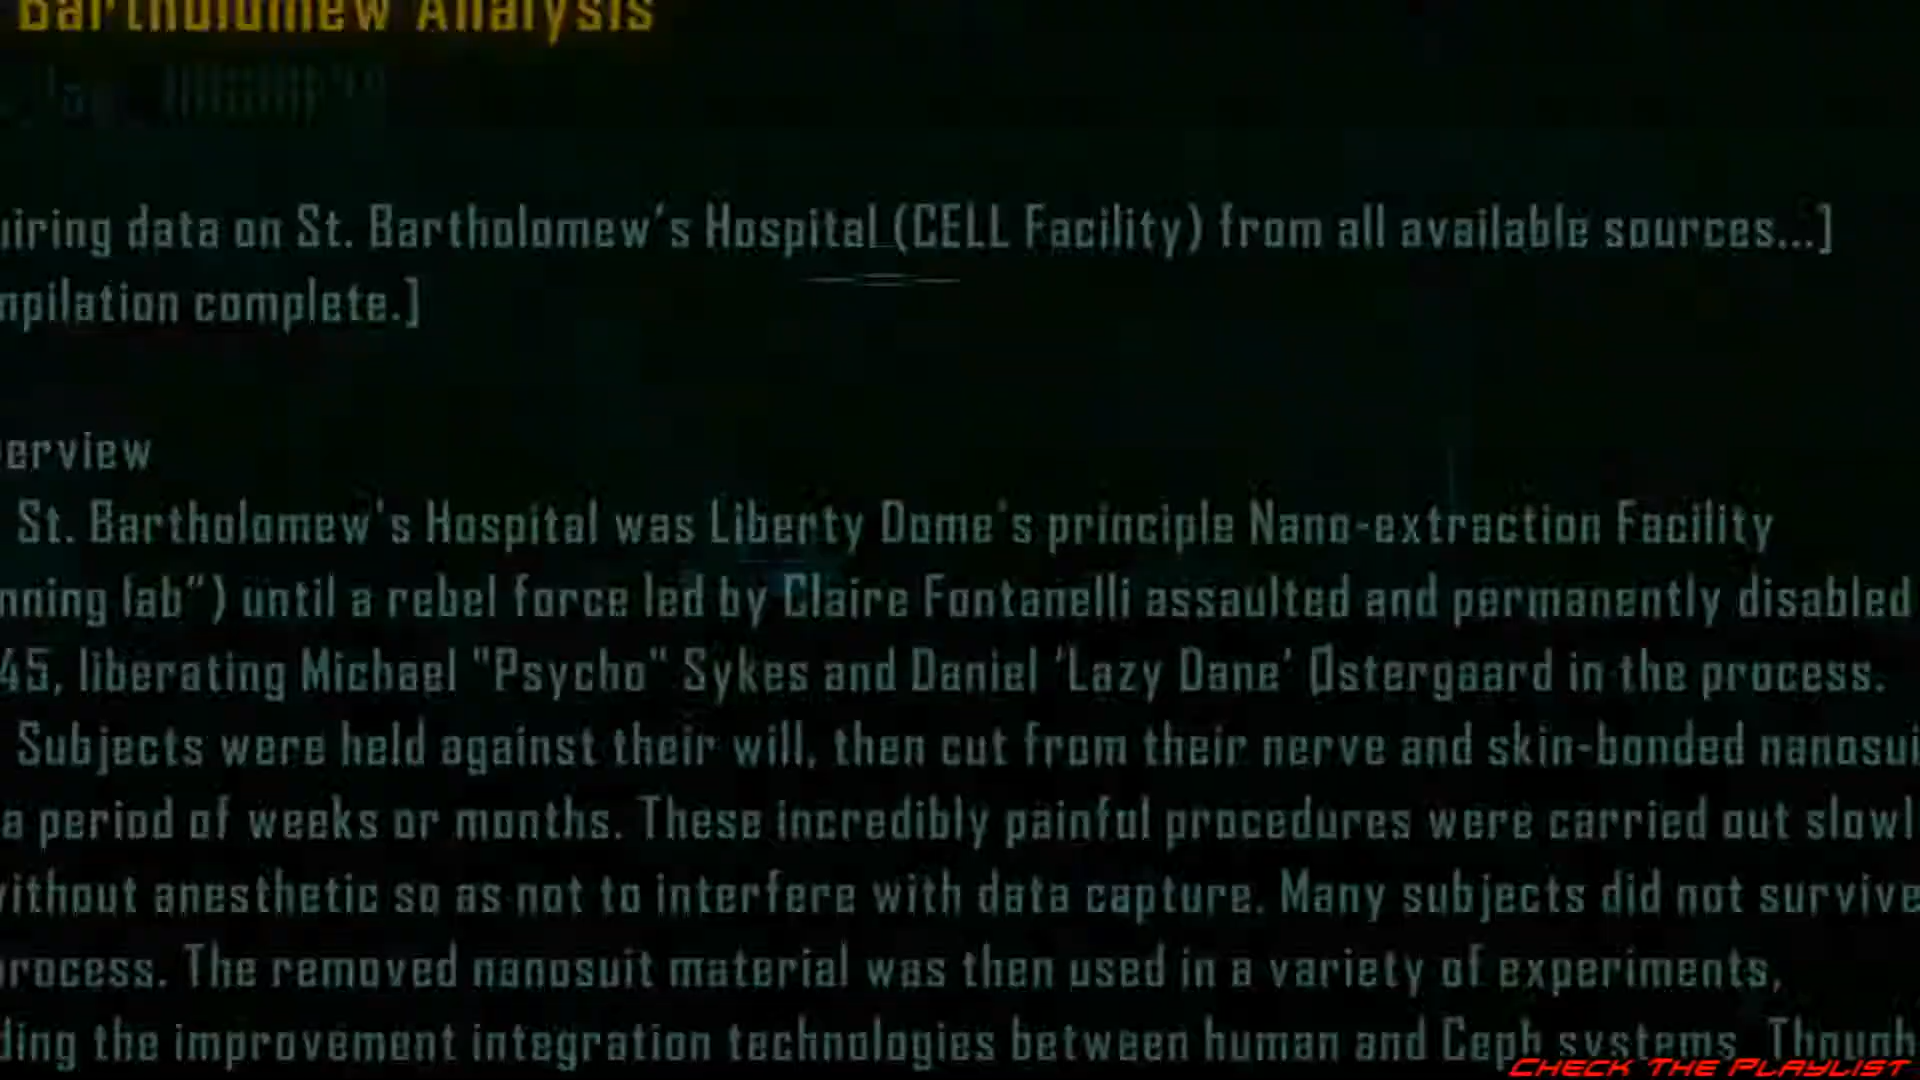 Bartholomew Analysis
uiring data on St. Bartholomew's Hospital (CELL Facility) from all available sources...]
npilation complete.]
erview
St. Bartholomew's Hospital was Liberty Dome's principle Nano-extraction Facility
nning lab") until a rebel force led by Claire Fontanelli assaulted and permanently disabled
45, liberating Michael "Psycho" Sykes and Daniel 'Lazy Dane' Østergaard in the process.
Subjects were held against their will, then cut from their nerve and skin-bonded nanosui
a period of weeks or months. These incredibly painful procedures were carried out slowl
vithout anesthetic so as not to interfere with data capture. Many subjects did not survive
rocess. The removed nanosuit material was then used in a variety of experiments,
ding the improvement integration technologies between human and Ceph systems. Though
Check The Playlist